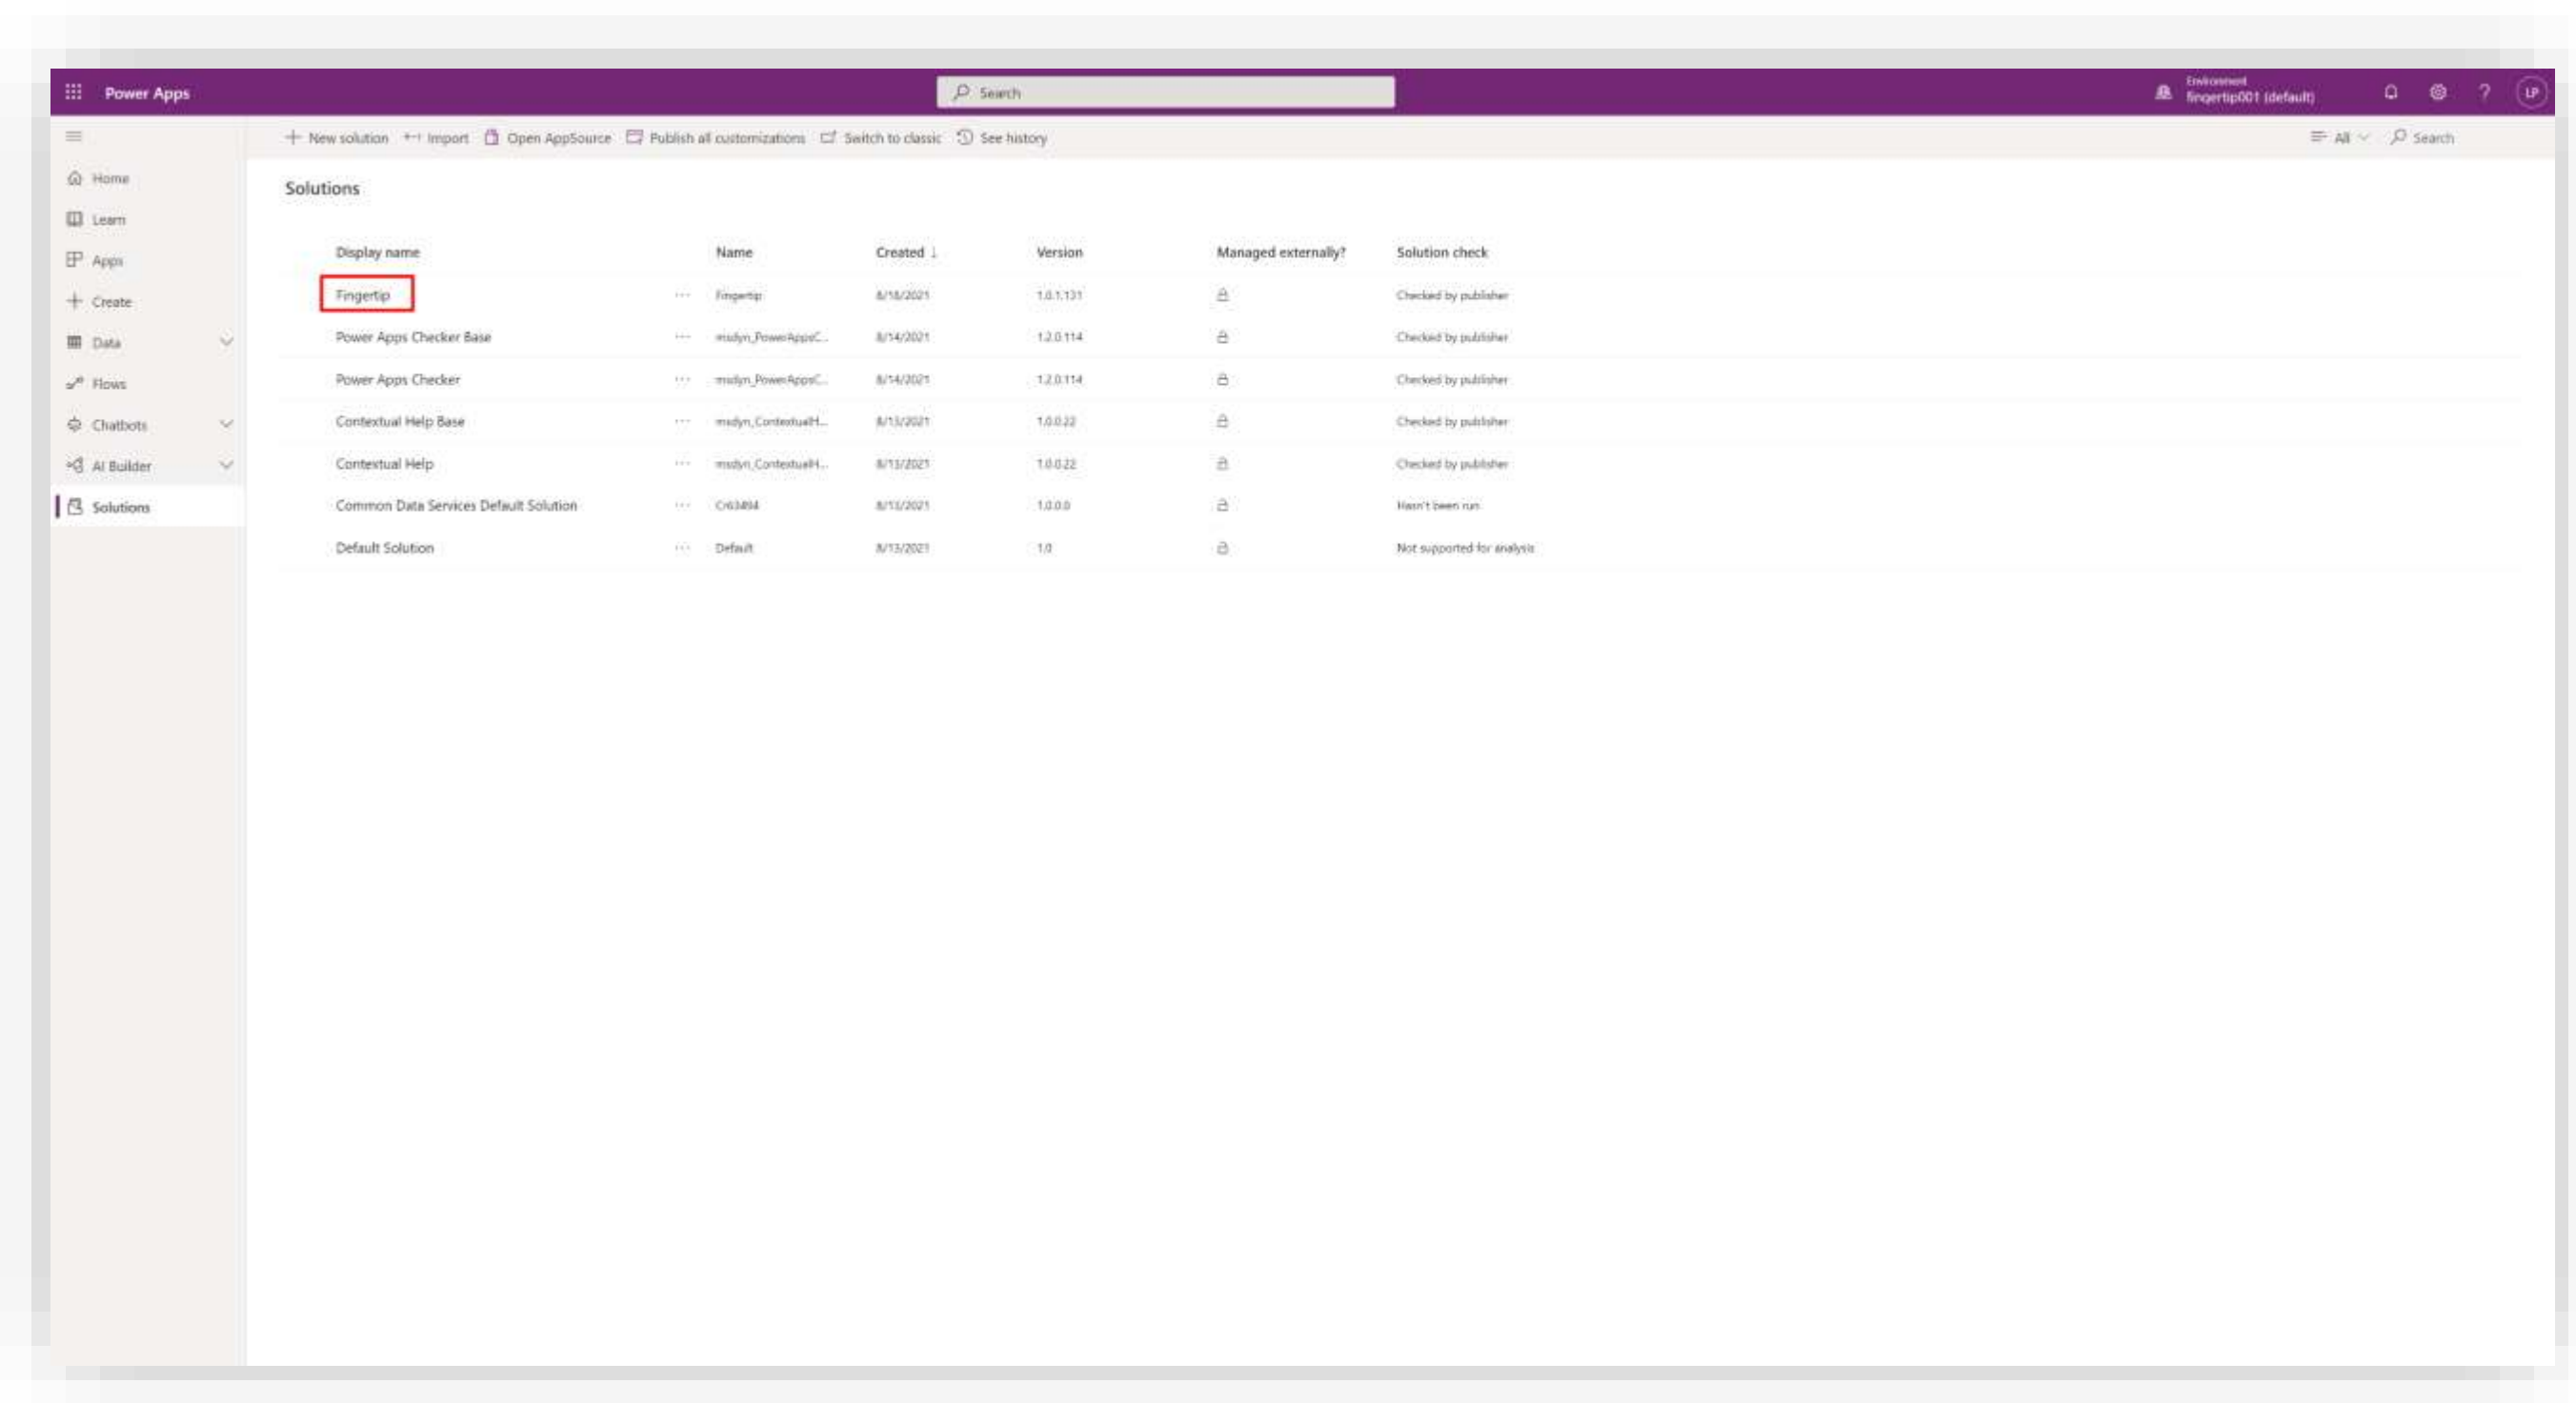 Power Apps
Search
Environment
fingertip001 (default)
?
LP
New solution Import Open AppSource Publish all customizations Switch to classic See history
All Search
Home
Learn
Apps
Create
Data
Flows
Chatbots
AI Builder
Solutions
Solutions
Display name Name Created ↓ Version Managed externally? Solution check
Fingertip ··· Fingertip 8/18/2021 1.0.1.131 Checked by publisher
Power Apps Checker Base ··· msdyn_PowerAppsC... 8/14/2021 1.2.0.114 Checked by publisher
Power Apps Checker ··· msdyn_PowerAppsC... 8/14/2021 1.2.0.114 Checked by publisher
Contextual Help Base ··· msdyn_ContextualH... 8/13/2021 1.0.0.22 Checked by publisher
Contextual Help ··· msdyn_ContextualH... 8/13/2021 1.0.0.22 Checked by publisher
Common Data Services Default Solution ··· 8/13/2021 1.0.0.0 Hasn't been run
Default Solution ··· Default 8/13/2021 1.0 Not supported for analysis